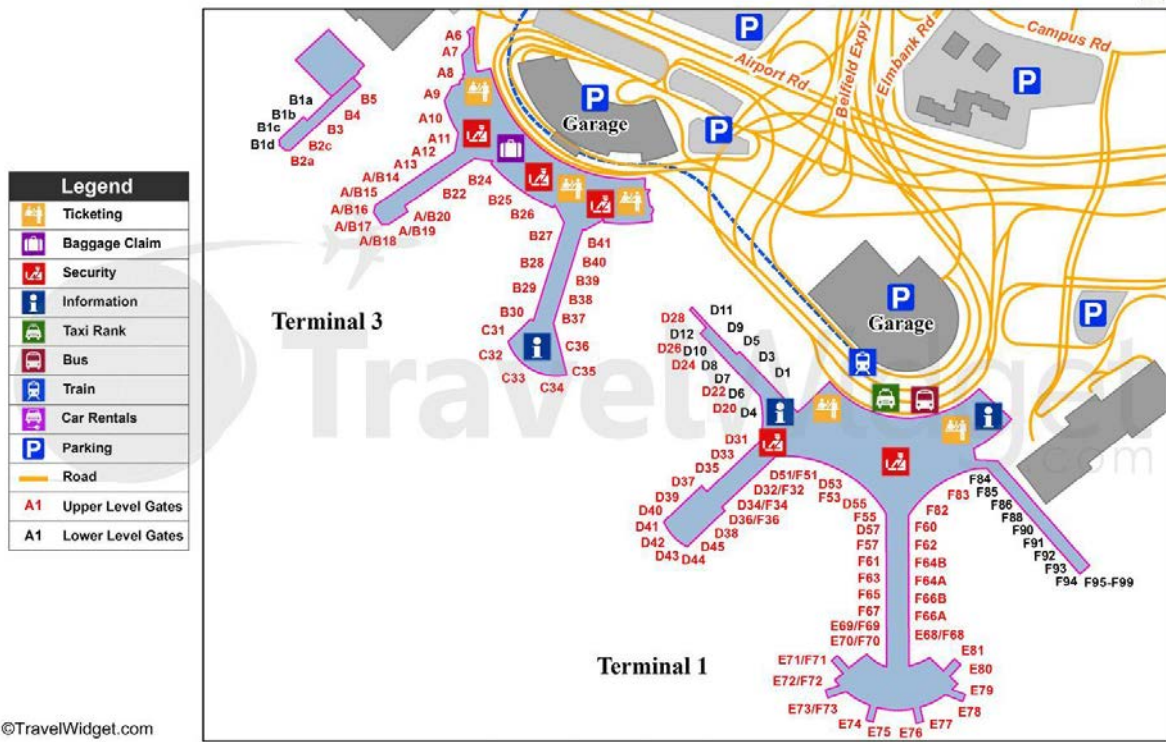 Legend
Ticketing
Baggage Claim
Security
Information
Taxi Rank
Bus
Train
Car Rentals
P Parking
Road
A1 Upper Level Gates
A1 Lower Level Gates
©TravelWidget.com
TravelWidget
.com
Airport Rd
Belfield Expy
Elmbank Rd
Campus Rd
P
P
Garage
P
P
P
Garage
P
Terminal 3
A6
A7
A8
A9
A10
A11
A12
A13
A/B14
A/B15
A/B16
A/B17
A/B18
A/B19
A/B20
B22
B24
B25
B26
B27
B28
B29
B30
C31
C32
C33
C34
C35
C36
B37
B38
B39
B40
B41
B1a
B1b
B1c
B1d
B2a
B2c
B3
B4
B5
Terminal 1
D28
D12
D26
D10
D24
D8
D7
D22
D6
D20
D4
D11
D9
D5
D3
D1
D31
D33
D35
D37
D39
D40
D41
D42
D43
D44
D45
D38
D36/F36
D34/F34
D32/F32
D51/F51
D53
F53
D55
F55
D57
F57
F61
F63
F65
F67
E69/F69
E70/F70
E71/F71
E72/F72
E73/F73
E74
E75
E76
E77
E78
E79
E80
E81
E68/F68
F66A
F66B
F64A
F64B
F62
F60
F82
F83
F84
F85
F86
F88
F90
F91
F92
F93
F94
F95-F99